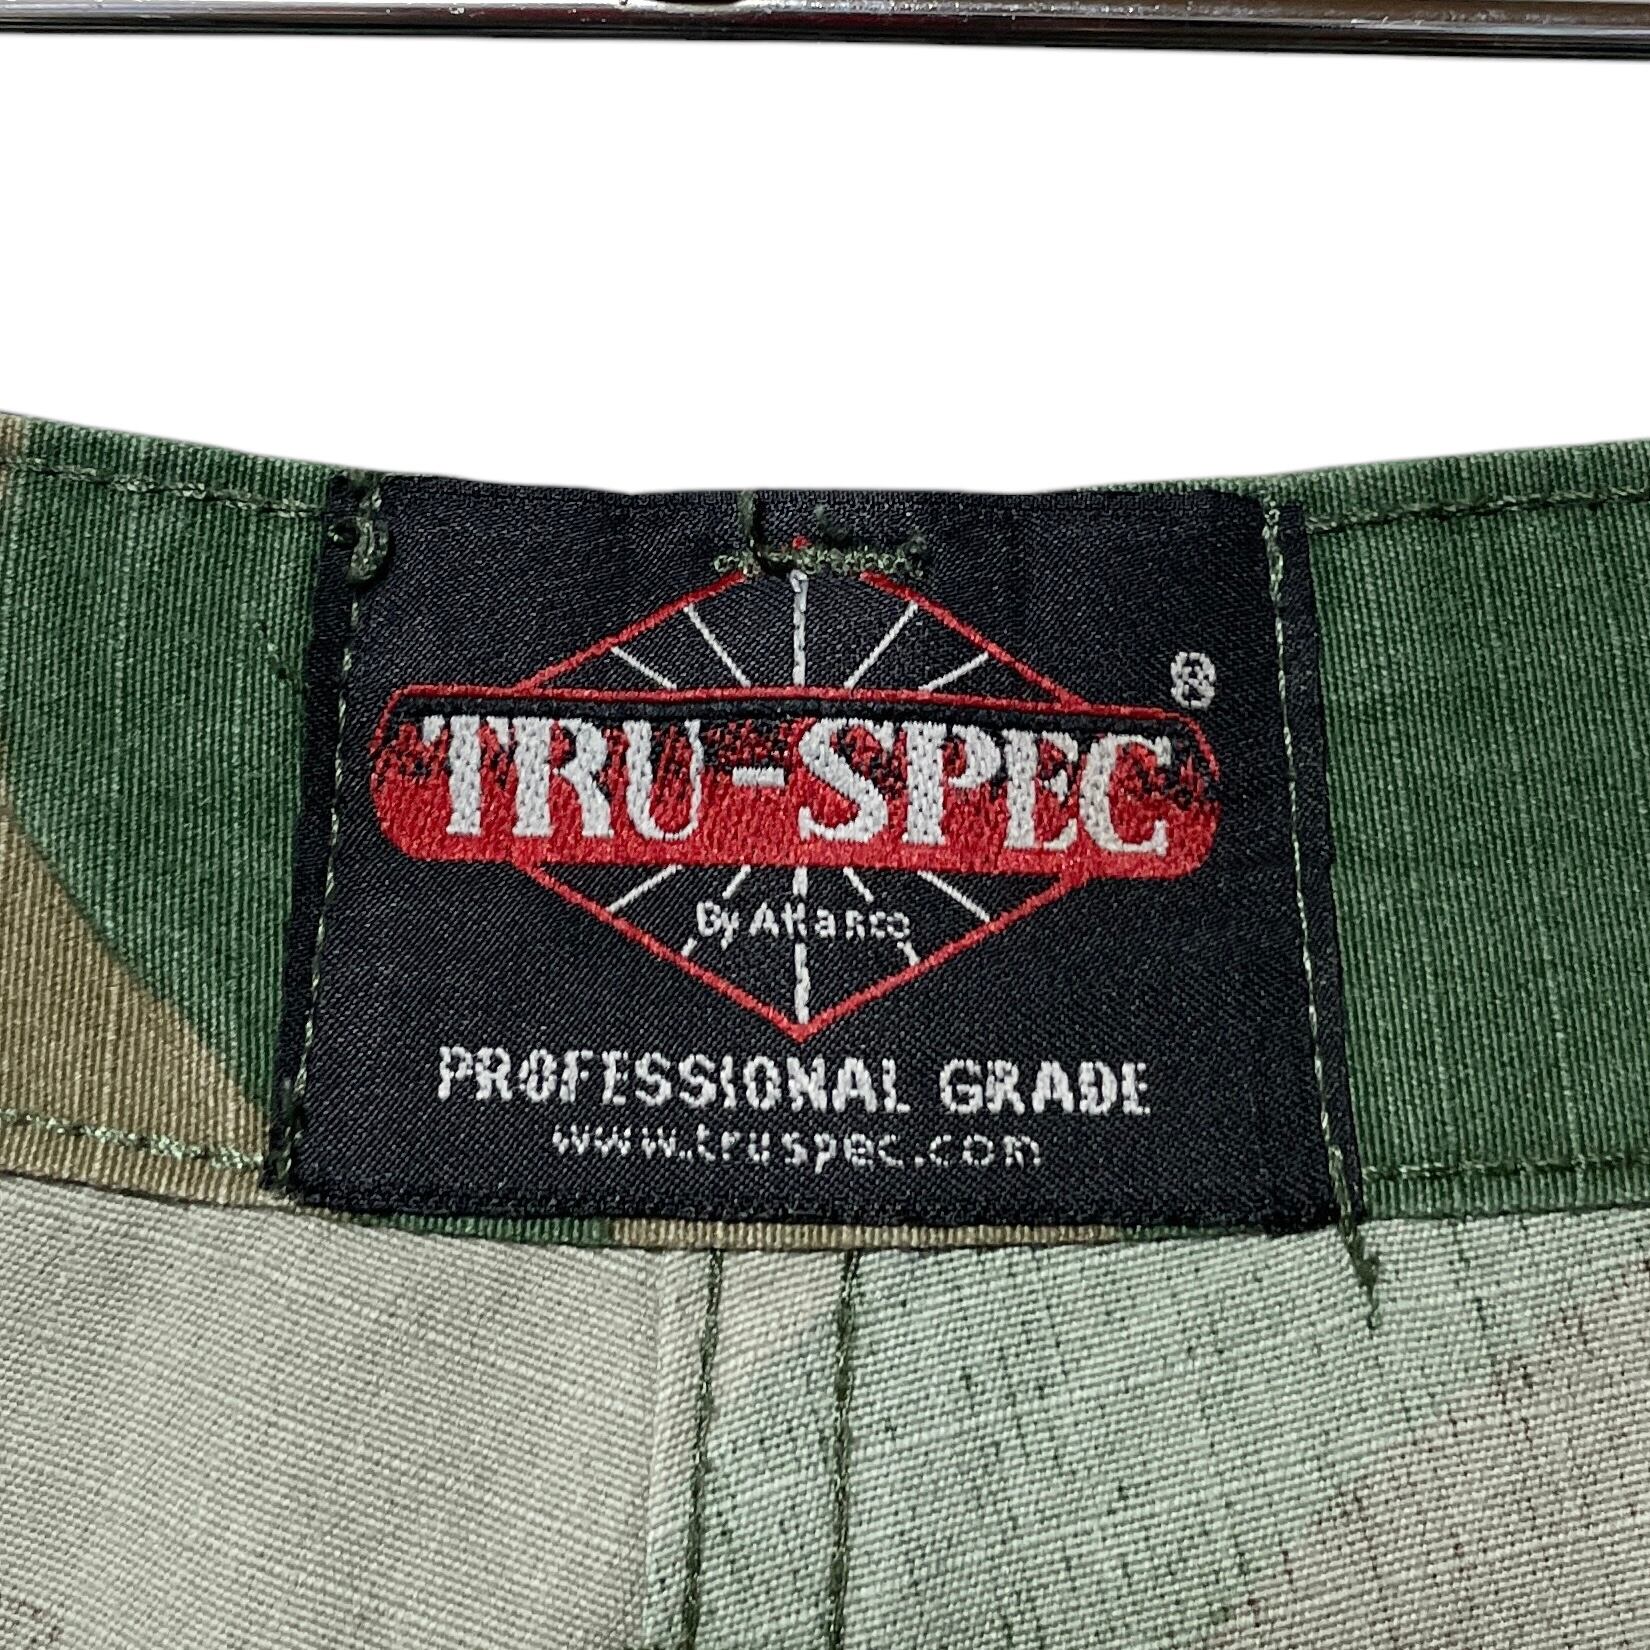 TRU-SPEC®
By Atlanco
PROFESSIONAL GRADE
www.truspec.com